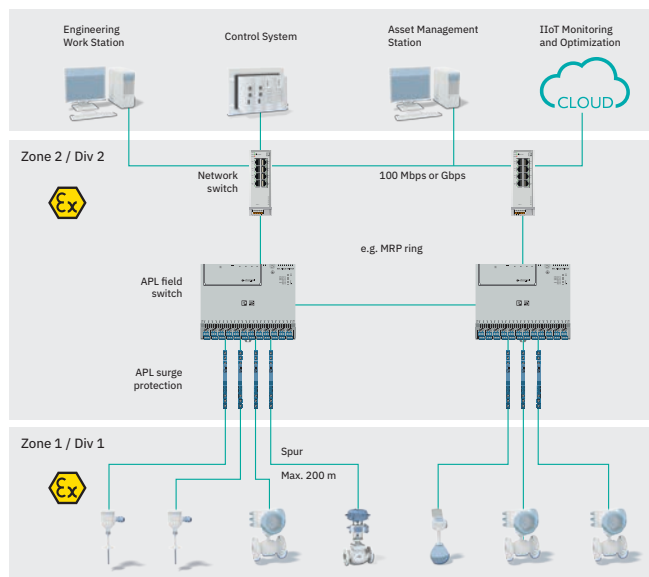 Engineering
Work Station
Control System
Asset Management
Station
IIoT Monitoring
and Optimization
CLOUD
Zone 2 / Div 2
Ex
Network
switch
100 Mbps or Gbps
e.g. MRP ring
APL field
switch
APL surge
protection
Zone 1 / Div 1
Ex
Spur
Max. 200 m